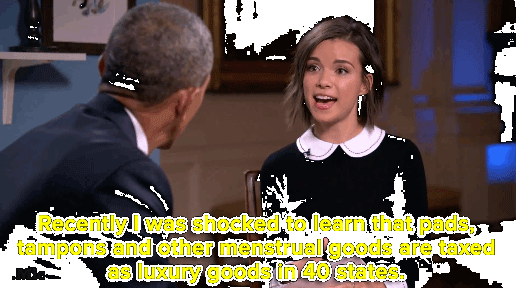 Recently I was shocked to learn that pads,
tampons and other menstrual goods are taxed
as luxury goods in 40 states.